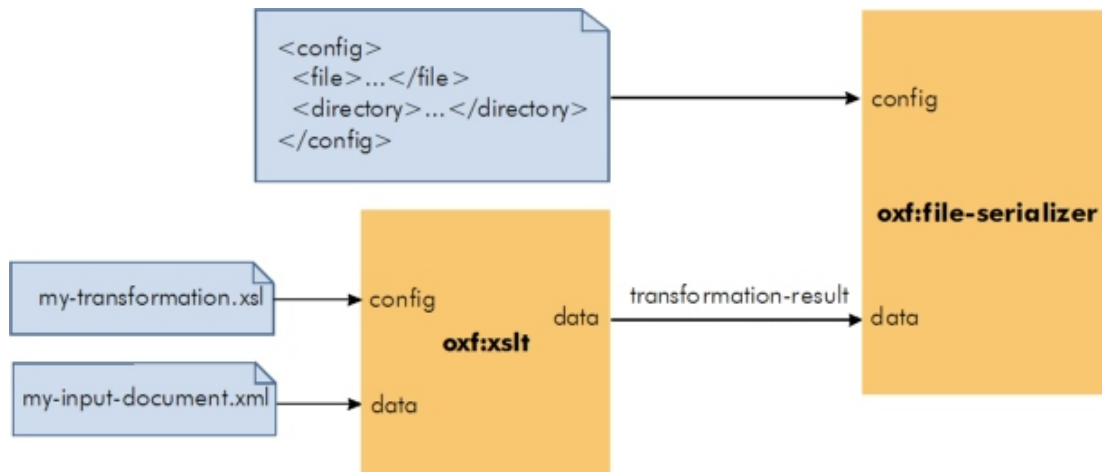 <config>
<file>...</file>
<directory>...</directory>
</config>
config
oxf:file-serializer
my-transformation.xsl
config
data
oxf:xslt
transformation-result
data
my-input-document.xml
data